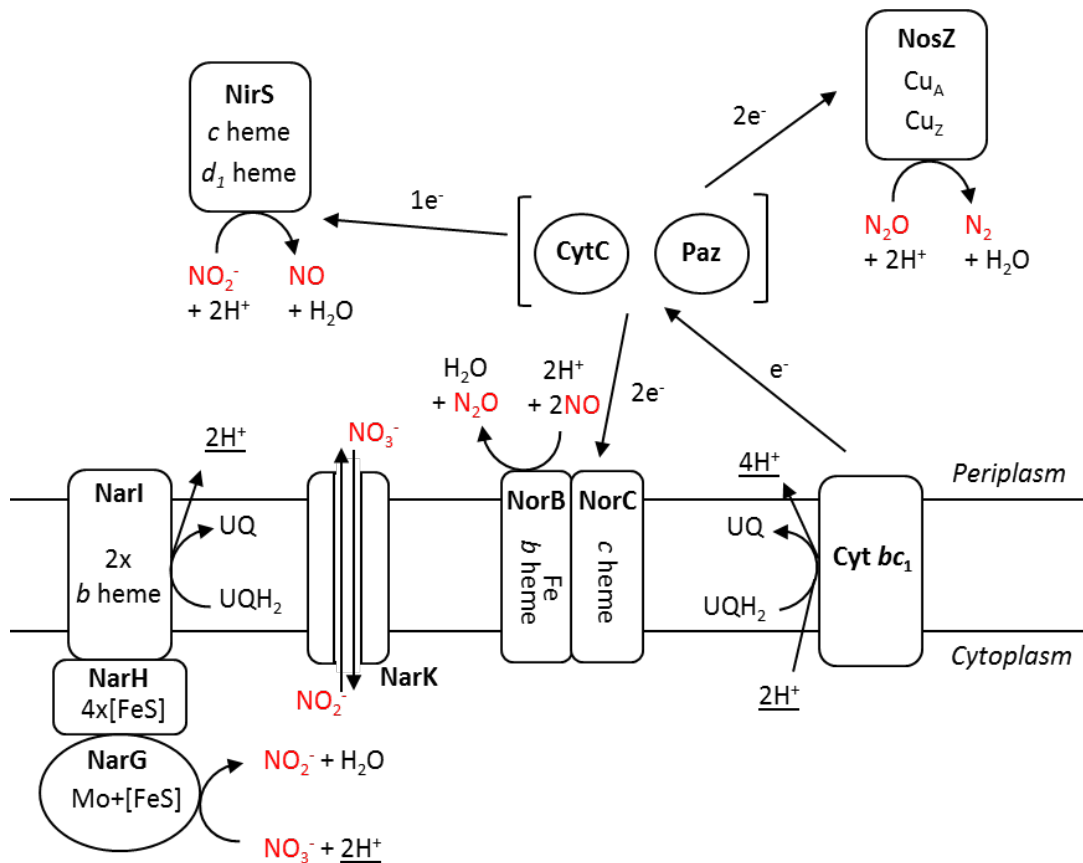 NirS
c heme
d₁ heme
NO₂⁻
+ 2H⁺
NO
+ H₂O
1e⁻
CytC
Paz
2e⁻
NosZ
Cu_A
Cu_Z
N₂O
+ 2H⁺
N₂
+ H₂O
H₂O
+ N₂O
2H⁺
+ 2NO
2e⁻
e⁻
2H⁺
NarI
2x
b heme
UQ
UQH₂
NO₃⁻
NO₂⁻
NarK
NorB
b heme
Fe
NorC
c heme
4H⁺
UQ
UQH₂
2H⁺
Cyt bc₁
Periplasm
Cytoplasm
NarH
4x[FeS]
NarG
Mo+[FeS]
NO₂⁻ + H₂O
NO₃⁻ + 2H⁺